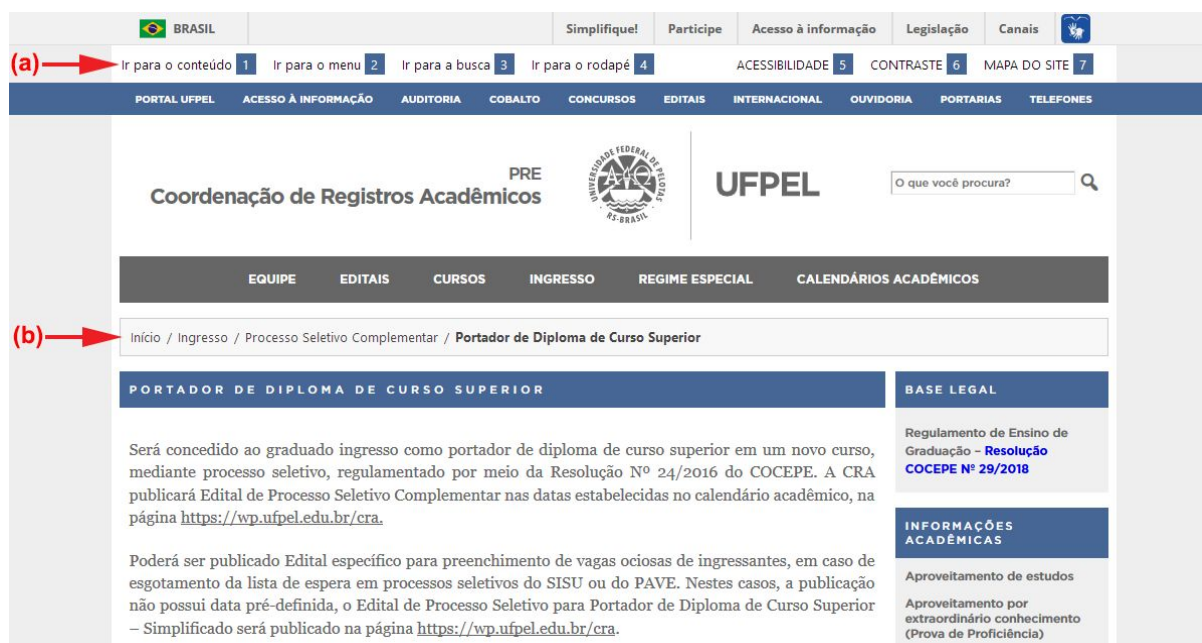 BRASIL Simplifique! Participe Acesso à informação Legislação Canais
(a) Ir para o conteúdo 1 Ir para o menu 2 Ir para a busca 3 Ir para o rodapé 4 ACESSIBILIDADE 5 CONTRASTE 6 MAPA DO SITE 7
PORTAL UFPEL ACESSO À INFORMAÇÃO AUDITORIA COBALTO CONCURSOS EDITAIS INTERNACIONAL OUVIDORIA PORTARIAS TELEFONES
PRE
Coordenação de Registros Acadêmicos
UNIVERSIDADE FEDERAL DE PELOTAS
RS-BRASIL
UFPEL
O que você procura?
EQUIPE EDITAIS CURSOS INGRESSO REGIME ESPECIAL CALENDÁRIOS ACADÊMICOS
(b) Início / Ingresso / Processo Seletivo Complementar / Portador de Diploma de Curso Superior
PORTADOR DE DIPLOMA DE CURSO SUPERIOR
Será concedido ao graduado ingresso como portador de diploma de curso superior em um novo curso,
mediante processo seletivo, regulamentado por meio da Resolução Nº 24/2016 do COCEPE. A CRA
publicará Edital de Processo Seletivo Complementar nas datas estabelecidas no calendário acadêmico, na
página https://wp.ufpel.edu.br/cra.
Poderá ser publicado Edital específico para preenchimento de vagas ociosas de ingressantes, em caso de
esgotamento da lista de espera em processos seletivos do SISU ou do PAVE. Nestes casos, a publicação
não possui data pré-definida, o Edital de Processo Seletivo para Portador de Diploma de Curso Superior
– Simplificado será publicado na página https://wp.ufpel.edu.br/cra.
BASE LEGAL
Regulamento de Ensino de
Graduação – Resolução
COCEPE Nº 29/2018
INFORMAÇÕES
ACADÊMICAS
Aproveitamento de estudos
Aproveitamento por
extraordinário conhecimento
(Prova de Proficiência)